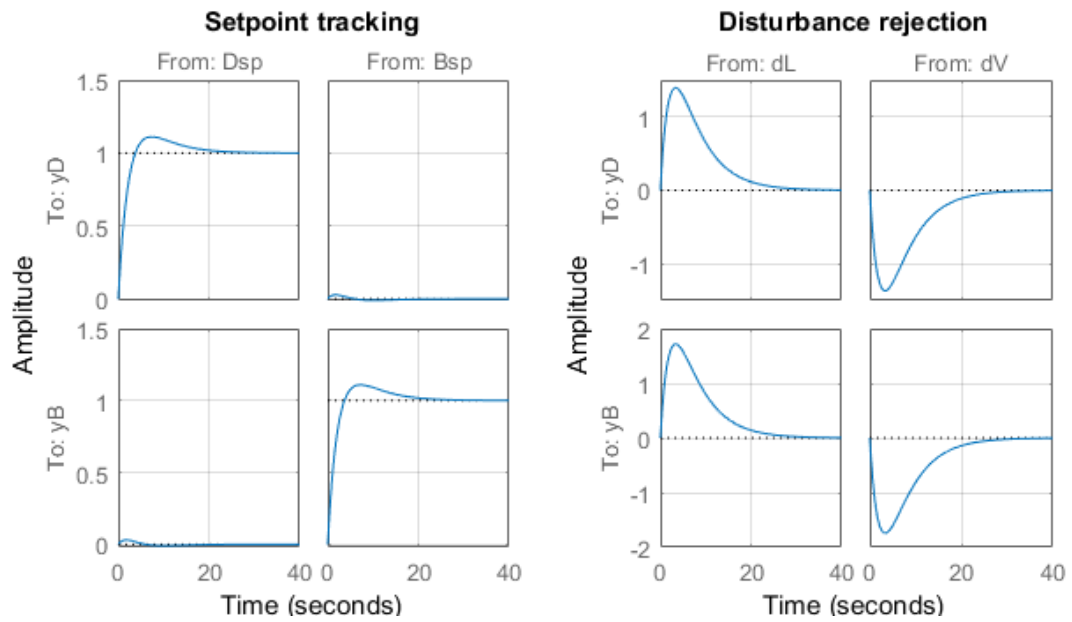 Setpoint tracking
From: Dsp
From: Bsp
1.5
1
0.5
0
To: yD
1.5
1
0.5
0
To: yB
Amplitude
0
20
40
0
20
40
Time (seconds)
Disturbance rejection
From: dL
From: dV
1
0
-1
To: yD
2
1
0
-1
-2
To: yB
Amplitude
0
20
40
0
20
40
Time (seconds)